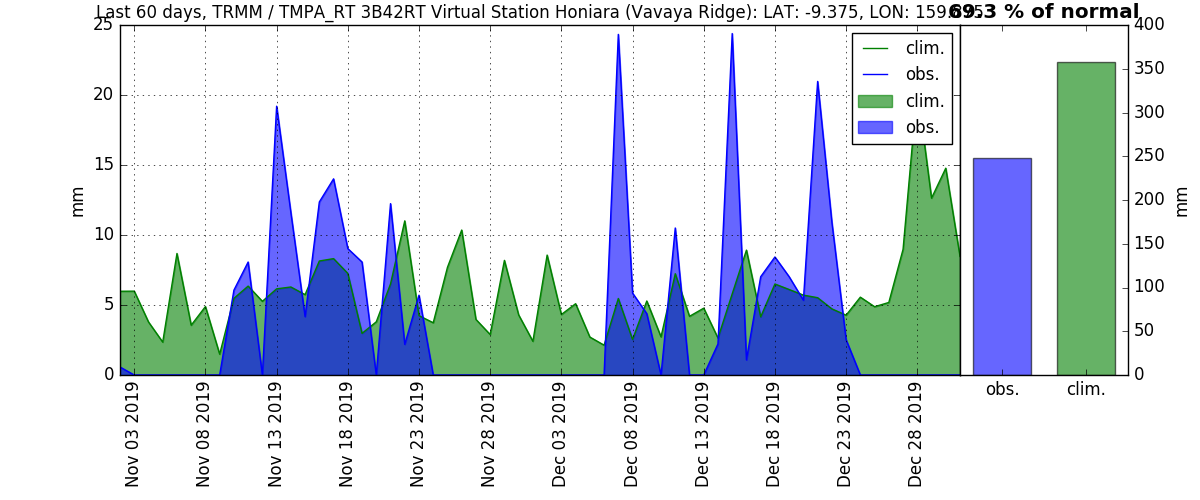 Last 60 days, TRMM / TMPA_RT 3B42RT Virtual Station Honiara (Vavaya Ridge): LAT: -9.375, LON:
69.3 % of normal
25
20
15
10
5
0
mm
clim.
obs.
clim.
obs.
Nov 03 2019
Nov 08 2019
Nov 13 2019
Nov 18 2019
Nov 23 2019
Nov 28 2019
Dec 03 2019
Dec 08 2019
Dec 13 2019
Dec 18 2019
Dec 23 2019
Dec 28 2019
400
350
300
250
200
150
100
50
0
mm
obs.
clim.